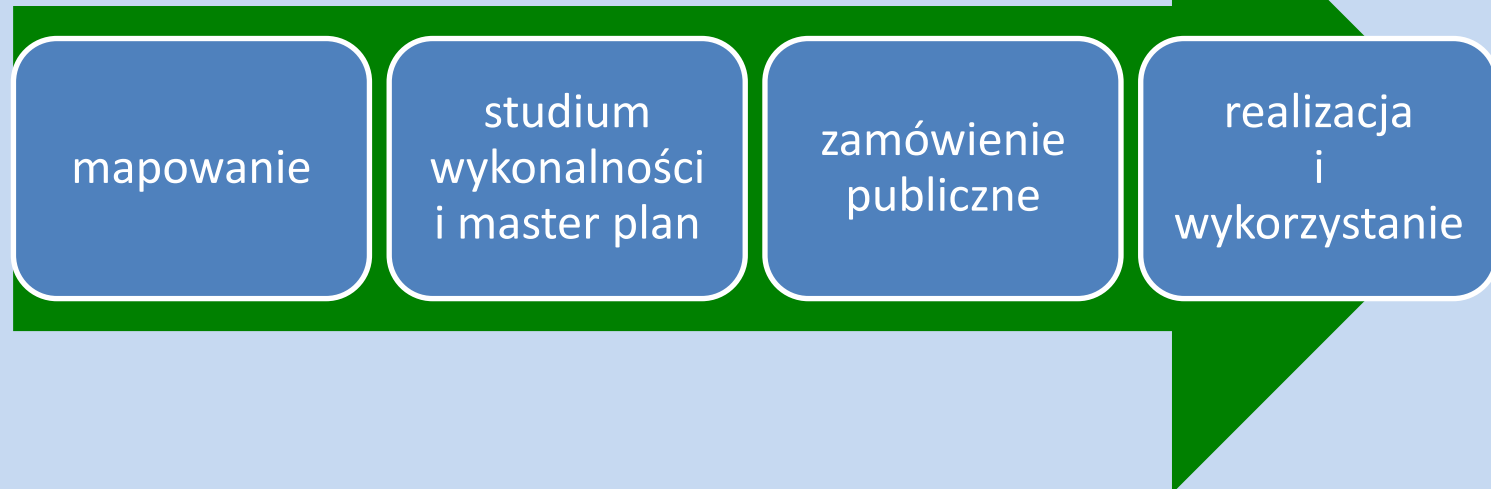 mapowanie
studium
wykonalności
i master plan
zamówienie
publiczne
realizacja
i
wykorzystanie